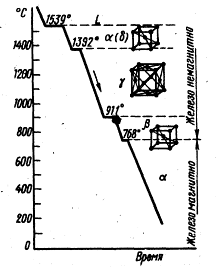 °C
1539°
L
1392°
α(δ)
1400
1200
γ
1000
911°
800
β
768°
600
α
400
200
0
Время
Железо немагнитно
Железо магнитно